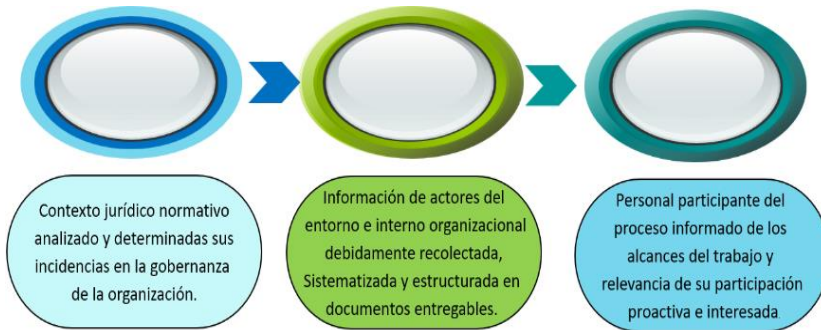 Contexto jurídico normativo
analizado y determinadas sus
incidencias en la gobernanza
de la organización.
Información de actores del
entorno e interno organizacional
debidamente recolectada,
Sistematizada y estructurada en
documentos entregables.
Personal participante del
proceso informado de los
alcances del trabajo y
relevancia de su participación
proactiva e interesada.